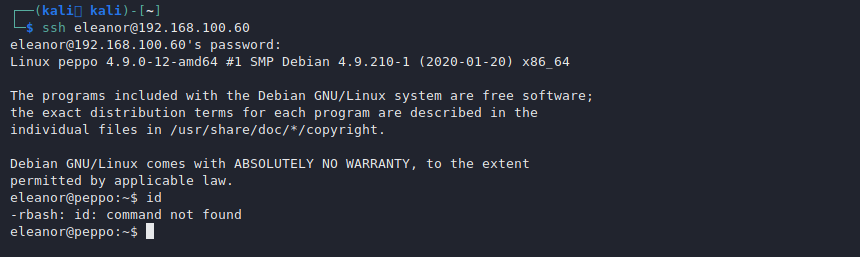 ┌──(kali㉿kali)-[~]
└─$ ssh eleanor@192.168.100.60
eleanor@192.168.100.60's password:
Linux peppo 4.9.0-12-amd64 #1 SMP Debian 4.9.210-1 (2020-01-20) x86_64

The programs included with the Debian GNU/Linux system are free software;
the exact distribution terms for each program are described in the
individual files in /usr/share/doc/*/copyright.

Debian GNU/Linux comes with ABSOLUTELY NO WARRANTY, to the extent
permitted by applicable law.
eleanor@peppo:~$ id
-rbash: id: command not found
eleanor@peppo:~$